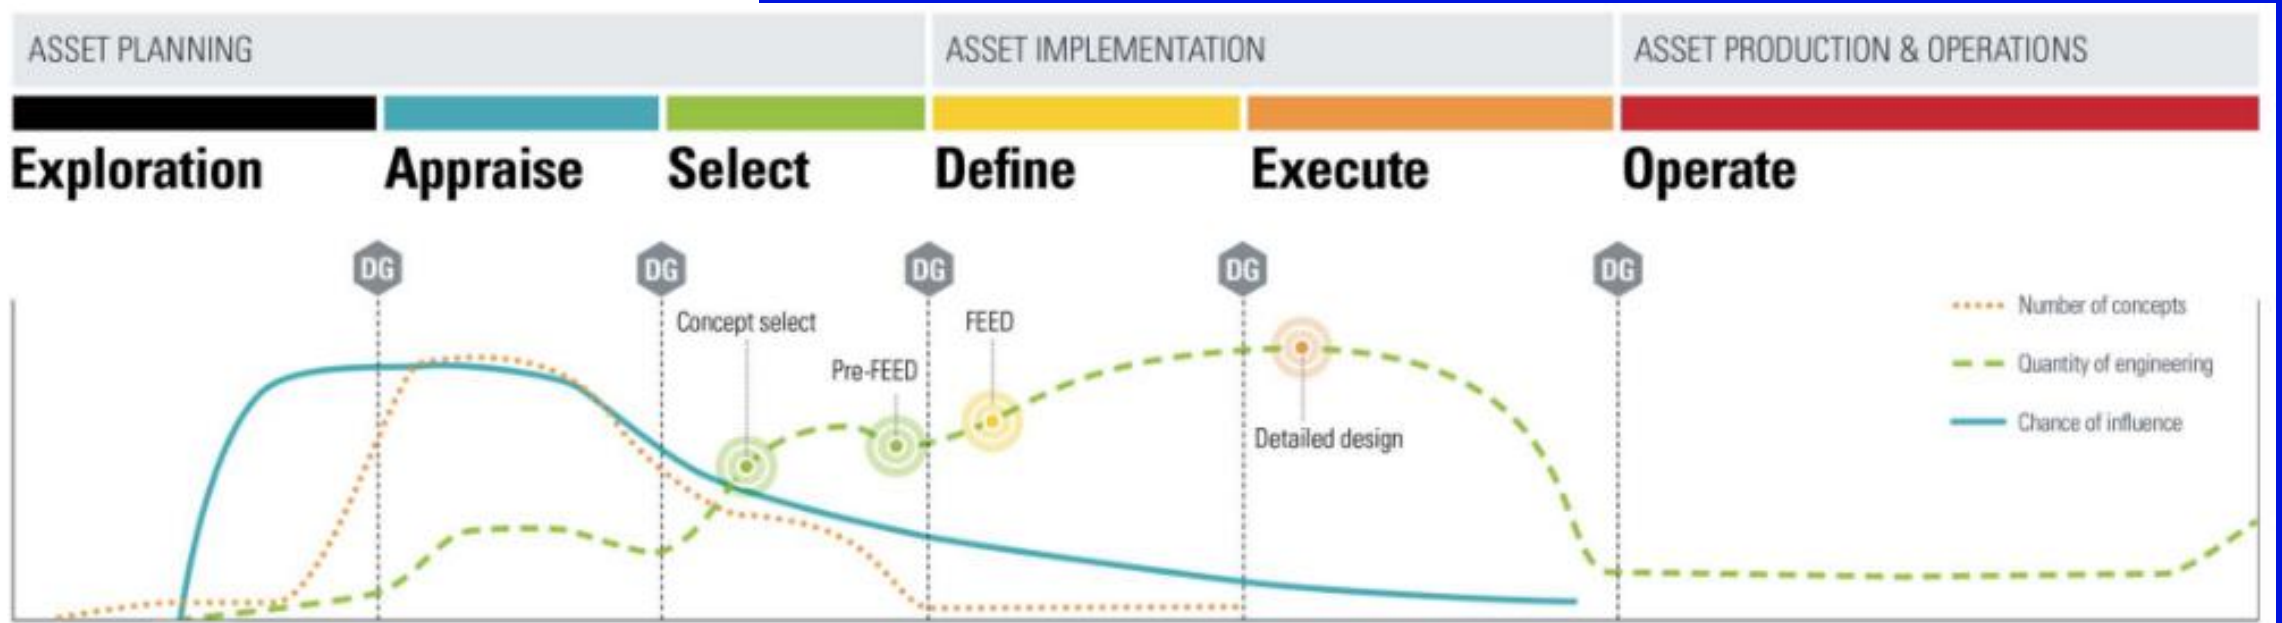 ASSET PLANNING
ASSET IMPLEMENTATION
ASSET PRODUCTION & OPERATIONS
Exploration
Appraise
Select
Define
Execute
Operate
DG
DG
DG
DG
DG
Concept select
Pre-FEED
FEED
Detailed design
Number of concepts
Quantity of engineering
Chance of influence